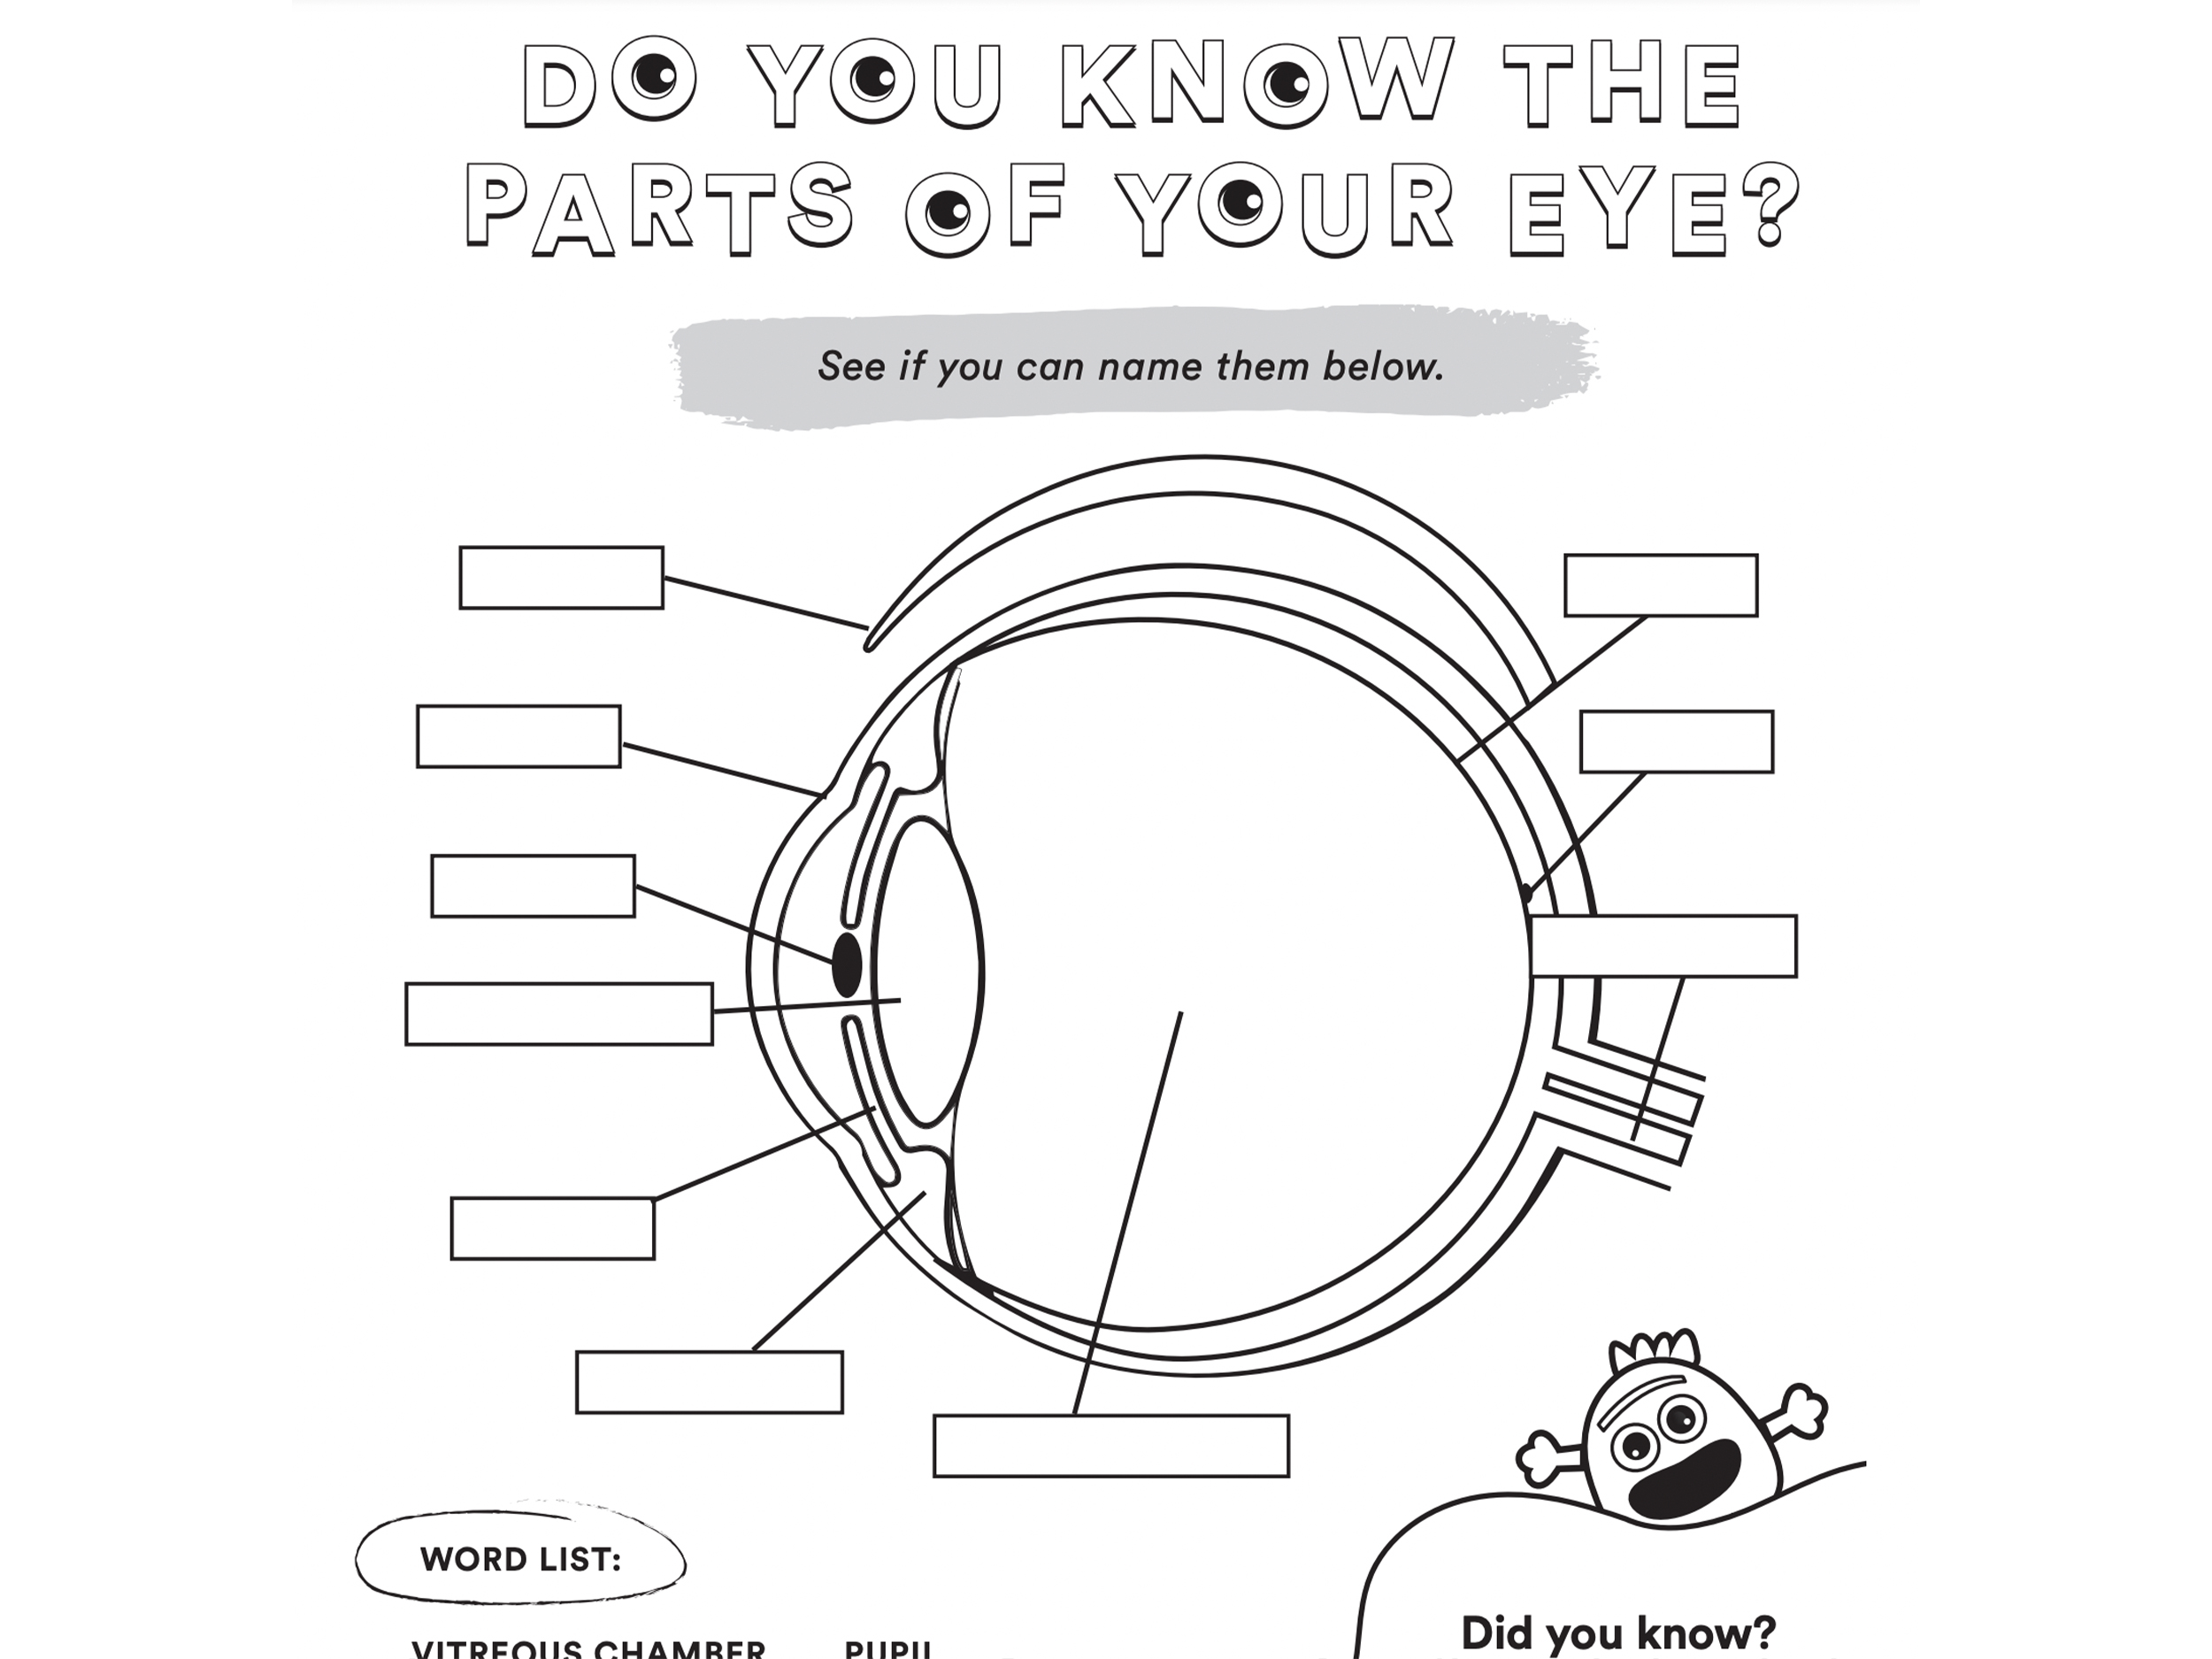 DO YOU KNOW THE
PARTS OF YOUR EYE?
See if you can name them below.
WORD LIST:
VITREOUS CHAMBER
PUPIL
Did you know?